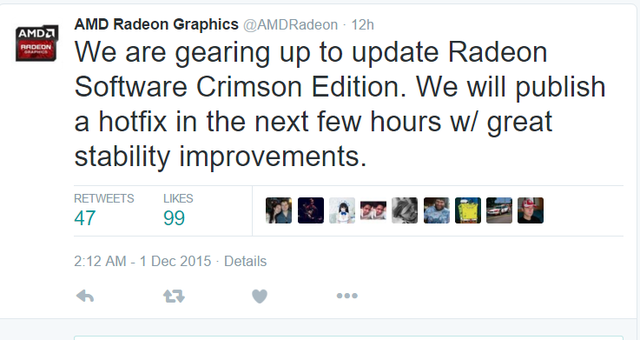 AMD Radeon Graphics @AMDRadeon · 12h
AMD
RADEON
GRAPHICS
We are gearing up to update Radeon
Software Crimson Edition. We will publish
a hotfix in the next few hours w/ great
stability improvements.
RETWEETS LIKES
47 99
2:12 AM - 1 Dec 2015 · Details